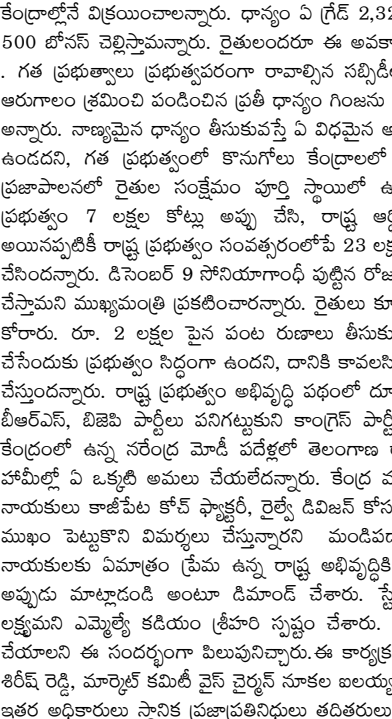 కేంద్రాల్లోనే విక్రయించాలన్నారు. ధాన్యం ఏ గ్రేడ్ 2,32
500 బోనస్ చెల్లిస్తామన్నారు. రైతులందరూ ఈ అవకా
. గత ప్రభుత్వాలు ప్రభుత్వపరంగా రావాల్సిన సబ్సిడీల
ఆరుగాలం శ్రమించి పండించిన ప్రతీ ధాన్యం గింజను
అన్నారు. నాణ్యమైన ధాన్యం తీసుకువస్తే ఏ విధమైన అ
ఉండదని, గత ప్రభుత్వంలో కొనుగోలు కేంద్రాలలో
ప్రజాపాలనలో రైతుల సంక్షేమం పూర్తి స్థాయిలో ఉ
ప్రభుత్వం 7 లక్షల కోట్లు అప్పు చేసి, రాష్ట్ర ఆర్థి
అయినప్పటికీ రాష్ట్ర ప్రభుత్వం సంవత్సరంలోపే 23 లక్ష
చేసిందన్నారు. డిసెంబర్ 9 సోనియాగాంధీ పుట్టిన రోజు
చేస్తామని ముఖ్యమంత్రి ప్రకటించారన్నారు. రైతులు కూ
కోరారు. రూ. 2 లక్షల పైన పంట రుణాలు తీసుకు
చేసేందుకు ప్రభుత్వం సిద్ధంగా ఉందని, దానికి కావలసి
చేస్తుందన్నారు. రాష్ట్ర ప్రభుత్వం అభివృద్ధి పథంలో దూ
బీఆర్ఎస్, బిజెపి పార్టీలు పనిగట్టుకుని కాంగ్రెస్ పార్టీ
కేంద్రంలో ఉన్న నరేంద్ర మోడీ పదేళ్లలో తెలంగాణ
హామీల్లో ఏ ఒక్కటి అమలు చేయలేదన్నారు. కేంద్ర మ
నాయకులు కాజీపేట కోచ్ ఫ్యాక్టరీ, రైల్వే డివిజన్ కోస
ముఖం పెట్టుకొని విమర్శలు చేస్తున్నారని మండిపడ
నాయకులకు ఏమాత్రం ప్రేమ ఉన్న రాష్ట్ర అభివృద్ధికి
అప్పుడు మాట్లాడండి అంటూ డిమాండ్ చేశారు. స్టే
లక్ష్యమని ఎమ్మెల్యే కడియం శ్రీహరి స్పష్టం చేశారు.
చేయాలని ఈ సందర్భంగా పిలుపునిచ్చారు.ఈ కార్యక్ర
శిరీష్ రెడ్డి, మార్కెట్ కమిటీ వైస్ చైర్మన్ నూకల ఐలయ్య
ఇతర అధికారులు స్థానిక ప్రజాప్రతినిధులు తదితరులు